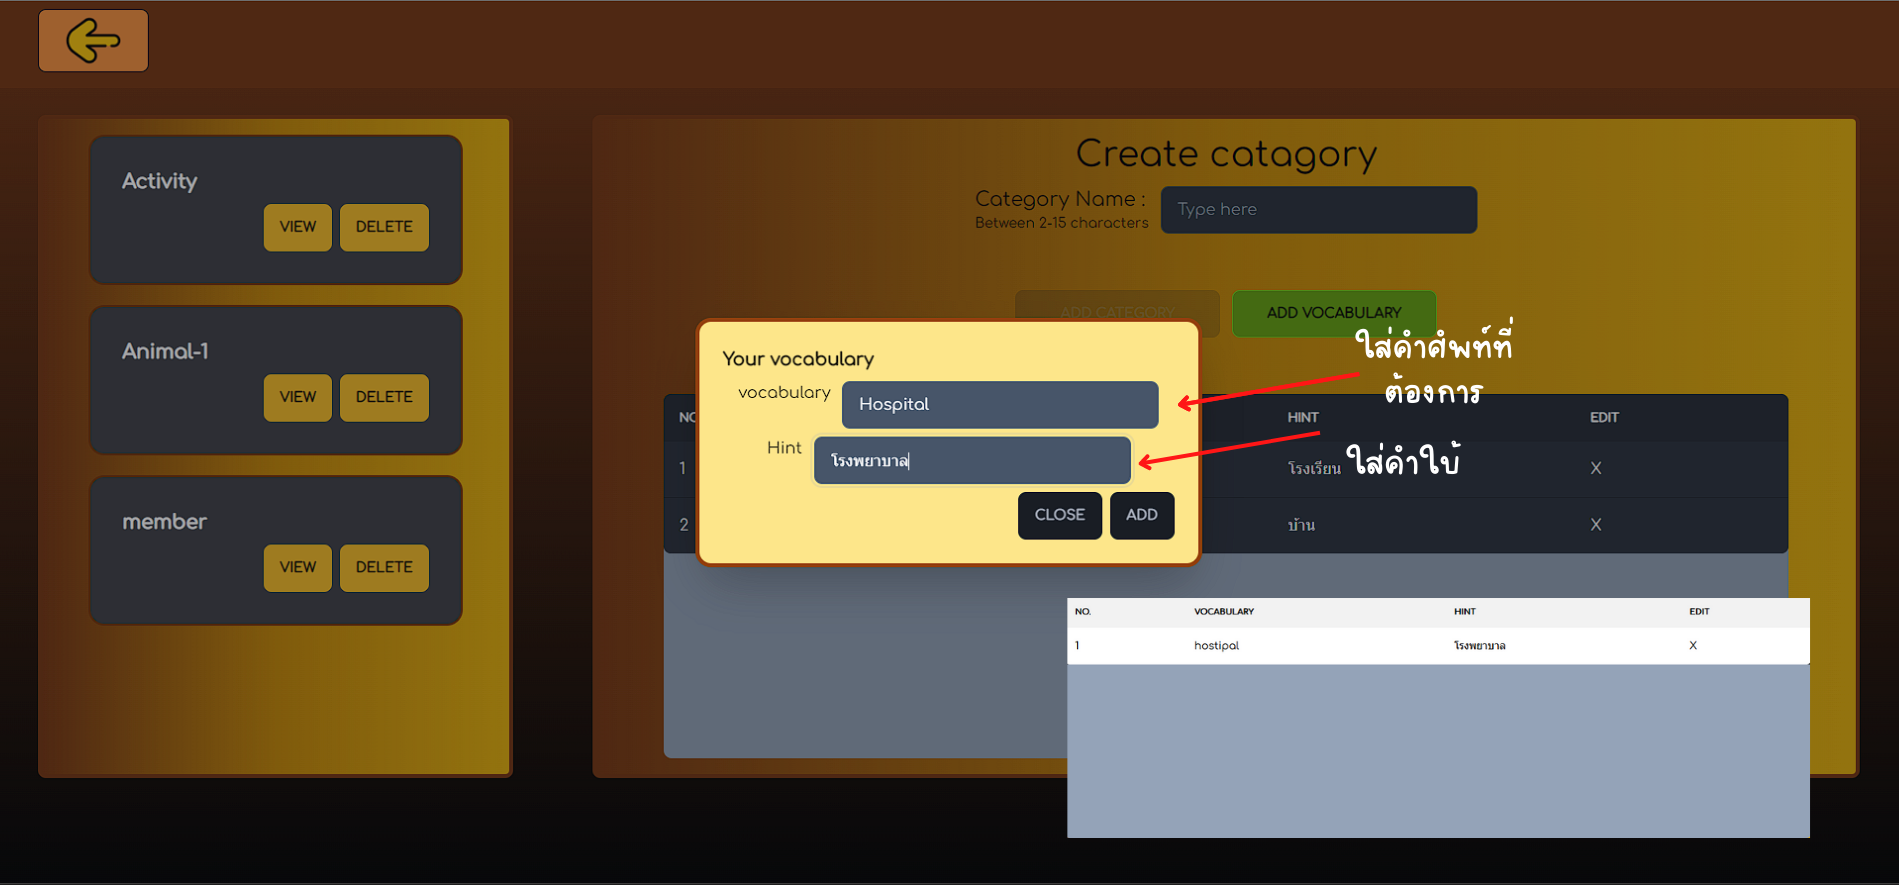 Activity
VIEW DELETE
Animal-1
VIEW DELETE
member
VIEW DELETE
Create catagory
Category Name :
Between 2-15 characters
Type here
ADD CATEGORY ADD VOCABULARY
Your vocabulary
vocabulary Hospital
Hint โรงพยาบาล
CLOSE ADD
ใส่คำศัพท์ที่
ต้องการ
ใส่คำใบ้
HINT EDIT
1 โรงเรียน X
2 บ้าน X
NO. VOCABULARY HINT EDIT
1 hostipal โรงพยาบาล X